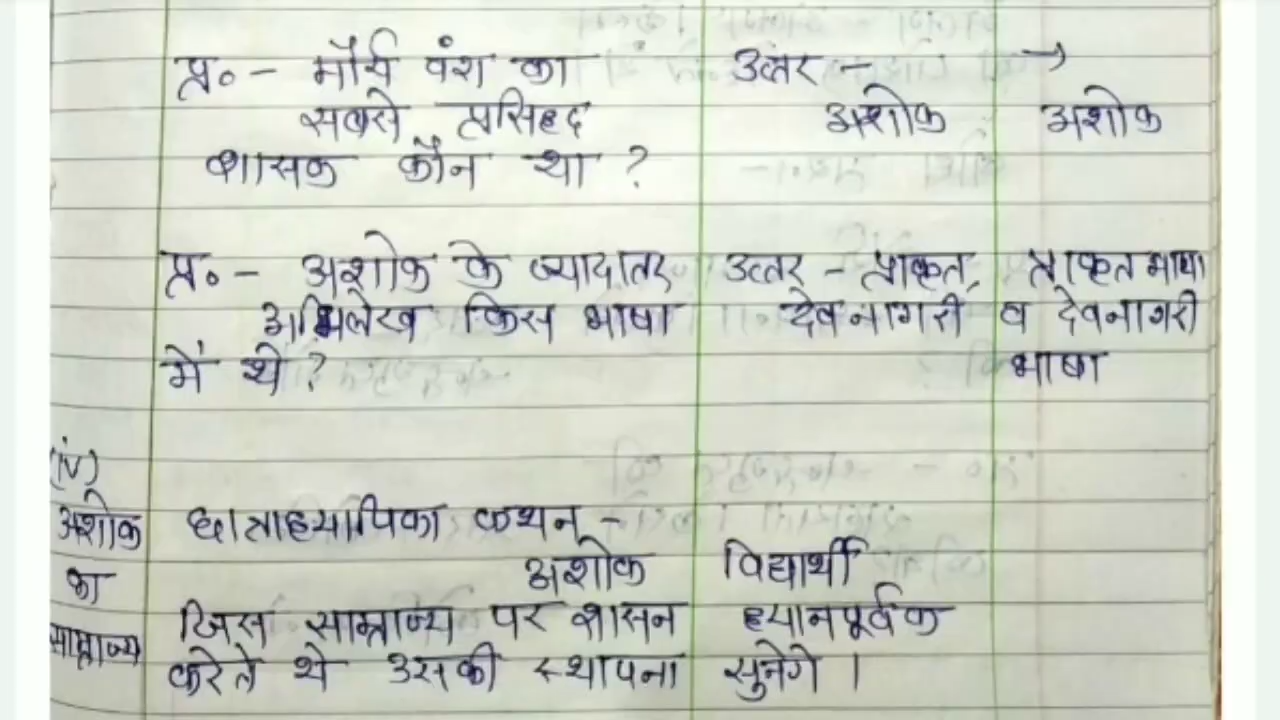 प्र०- मौर्य वंश का उत्तर- →
सबसे प्रसिद्द अशोक अशोक
शासक कौन था ?
प्र०- अशोक के ज्यादातर उत्तर- प्राकृत, प्राकृत भाषा
अभिलेख किस भाषा देवनागरी व देवनागरी
में थे? भाषा
(iv)
अशोक छात्राध्यापिका कथन -
का अशोक विद्यार्थी
साम्राज्य जिस साम्राज्य पर शासन ध्यानपूर्वक
करेते थे उसकी स्थापना सुनेगे ।